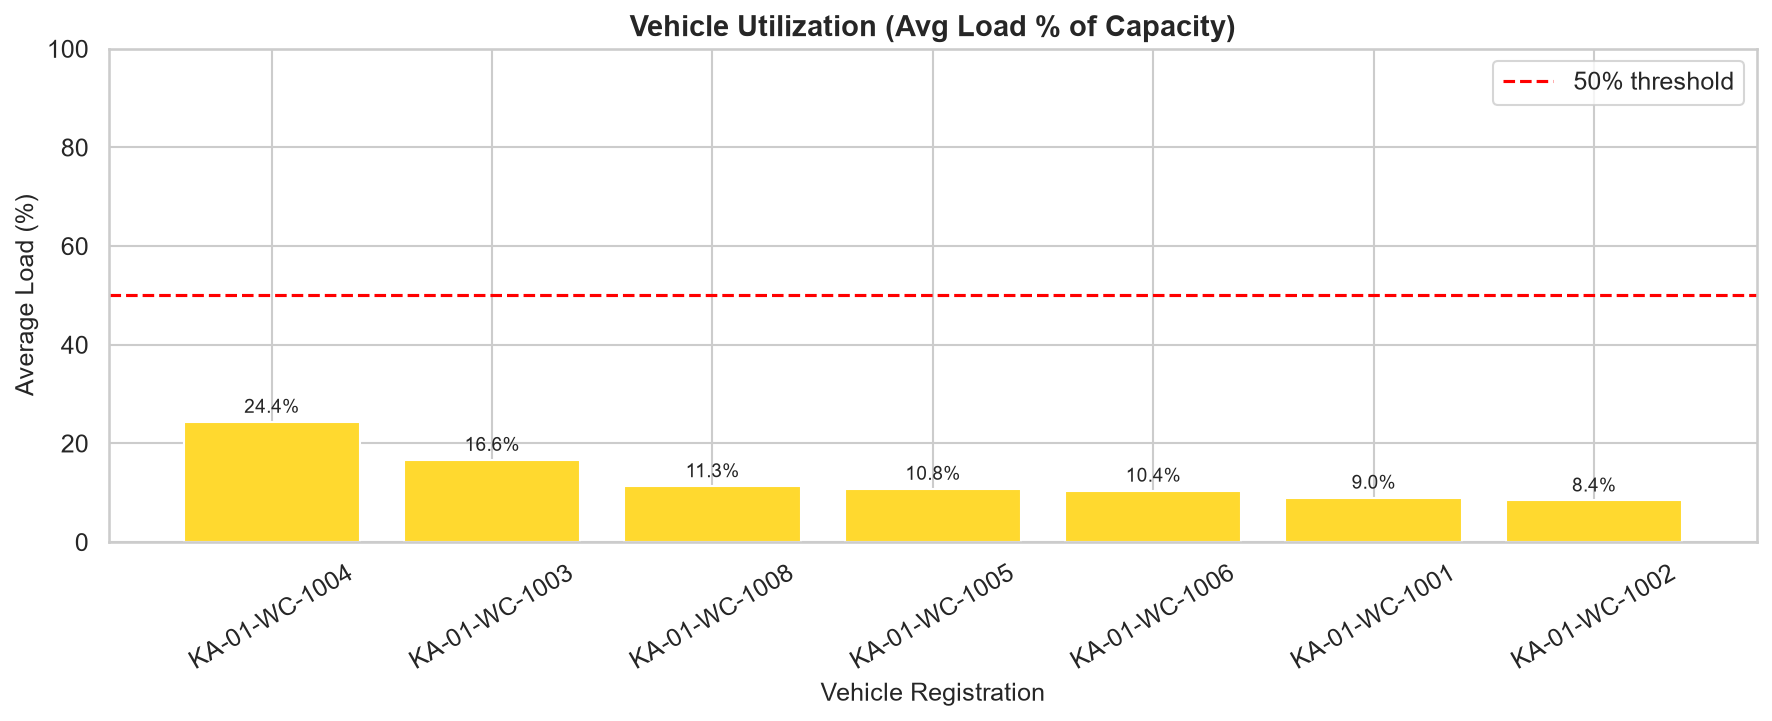 Vehicle Utilization (Avg Load % of Capacity)
100
80
60
40
20
0
Average Load (%)
50% threshold
24.4%
16.6%
11.3%
10.8%
10.4%
9.0%
8.4%
KA-01-WC-1004
KA-01-WC-1003
KA-01-WC-1008
KA-01-WC-1005
KA-01-WC-1006
KA-01-WC-1001
KA-01-WC-1002
Vehicle Registration